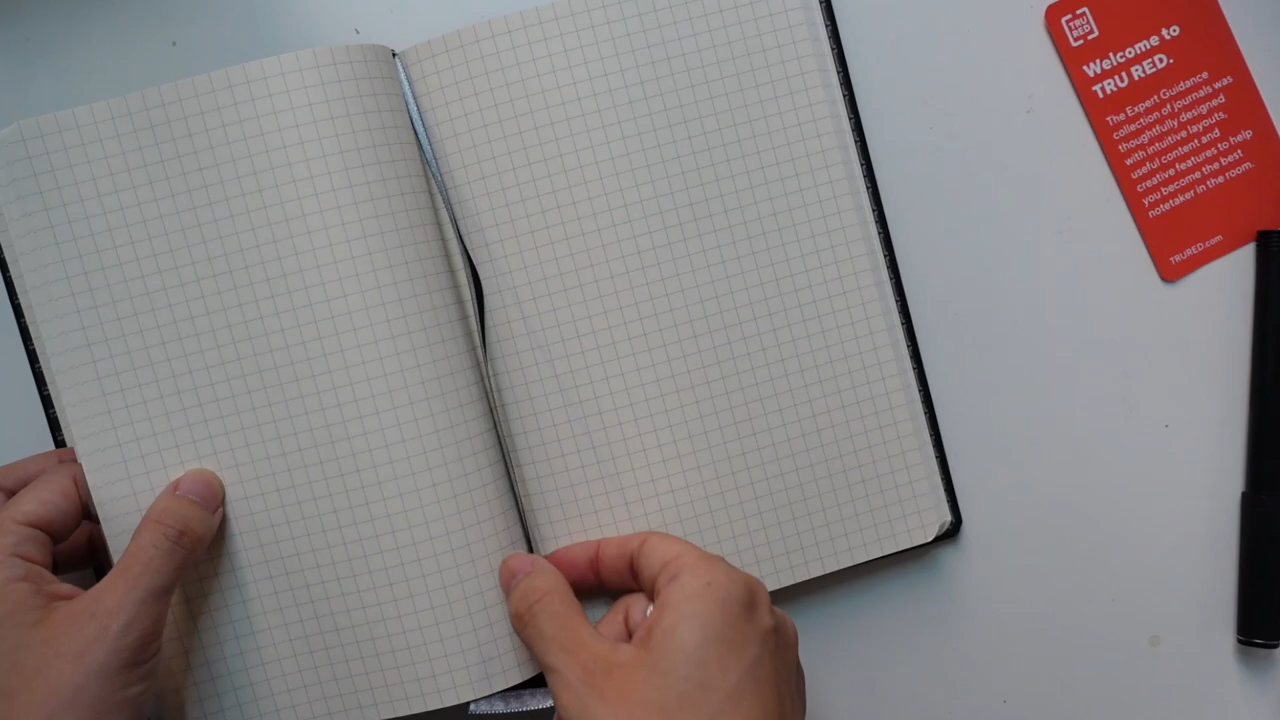 TRU
RED
Welcome to
TRU RED.
The Expert Guidance
collection of journals was
thoughtfully designed
with intuitive layouts,
useful content and
creative features to help
you become the best
notetaker in the room.
TRURED.com